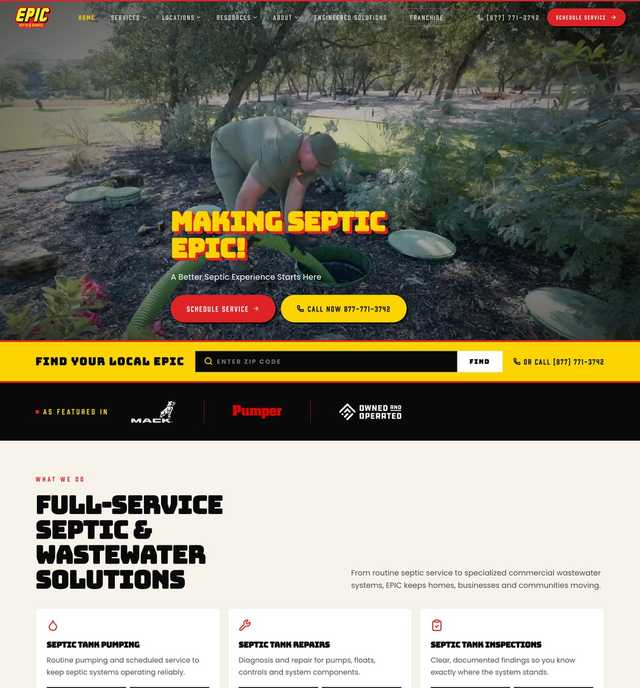 EPIC
HOME
SERVICES
LOCATIONS
RESOURCES
ABOUT
ENGINEERED SOLUTIONS
FRANCHISE
(877) 771-3742
SCHEDULE SERVICE →
MAKING SEPTIC
EPIC!
A Better Septic Experience Starts Here
SCHEDULE SERVICE →
CALL NOW 877-771-3742
FIND YOUR LOCAL EPIC
ENTER ZIP CODE
FIND
OR CALL (877) 771-3742
AS FEATURED IN
MACK
Pumper
OWNED AND
OPERATED
WHAT WE DO
FULL-SERVICE
SEPTIC &
WASTEWATER
SOLUTIONS
From routine septic service to specialized commercial wastewater
systems, EPIC keeps homes, businesses and communities moving.
SEPTIC TANK PUMPING
Routine pumping and scheduled service to
keep septic systems operating reliably.
SEPTIC TANK REPAIRS
Diagnosis and repair for pumps, floats,
controls and system components.
SEPTIC TANK INSPECTIONS
Clear, documented findings so you know
exactly where the system stands.